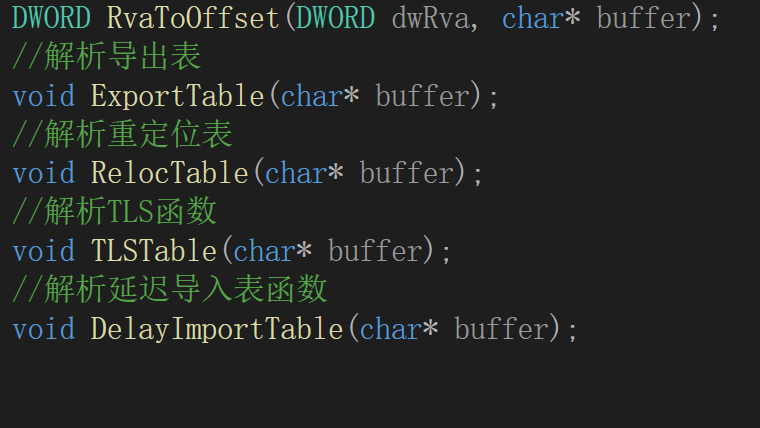 DWORD RvaToOffset(DWORD dwRva, char* buffer);
//解析导出表
void ExportTable(char* buffer);
//解析重定位表
void RelocTable(char* buffer);
//解析TLS函数
void TLSTable(char* buffer);
//解析延迟导入表函数
void DelayImportTable(char* buffer);